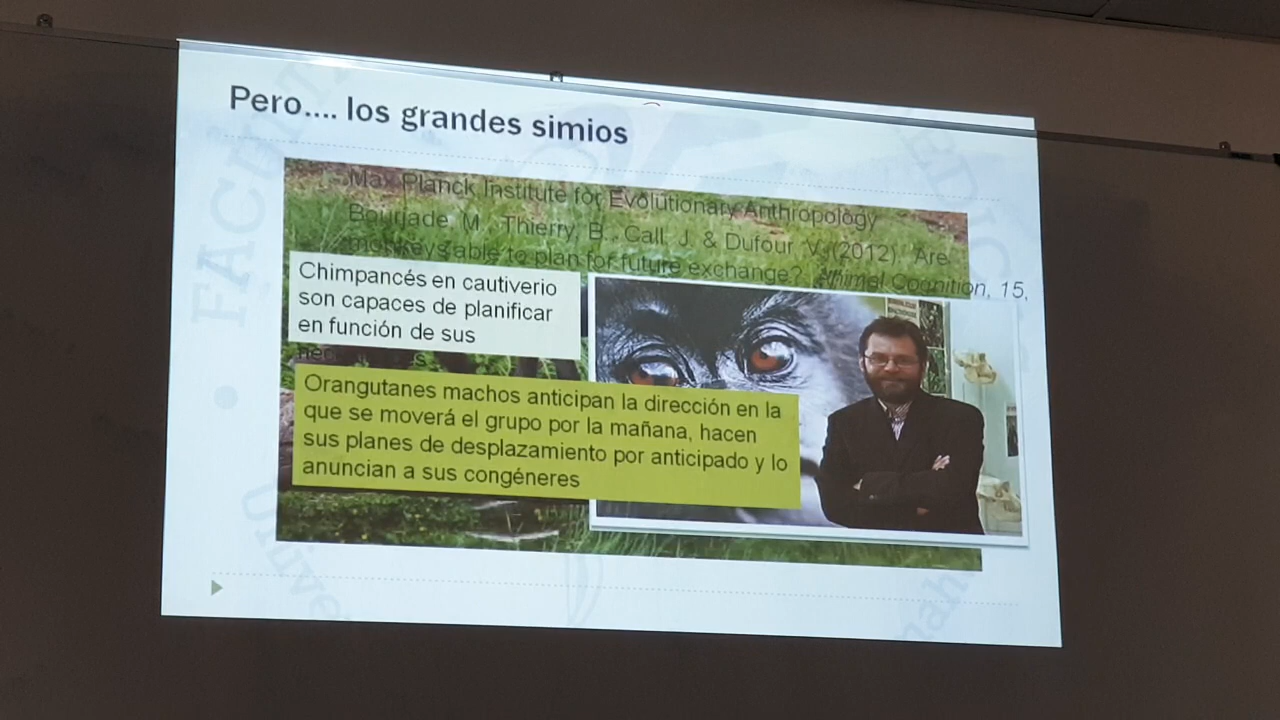 Pero.... los grandes simios
Max Planck Institute for Evolutionary Anthropology
Bourjade, M., Thierry, B., Call, J. & Dufour, V. (2012). Are
monkeys able to plan for future exchange? Animal Cognition, 15,
Chimpancés en cautiverio
son capaces de planificar
en función de sus
Orangutanes machos anticipan la dirección en la
que se moverá el grupo por la mañana, hacen
sus planes de desplazamiento por anticipado y lo
anuncian a sus congéneres